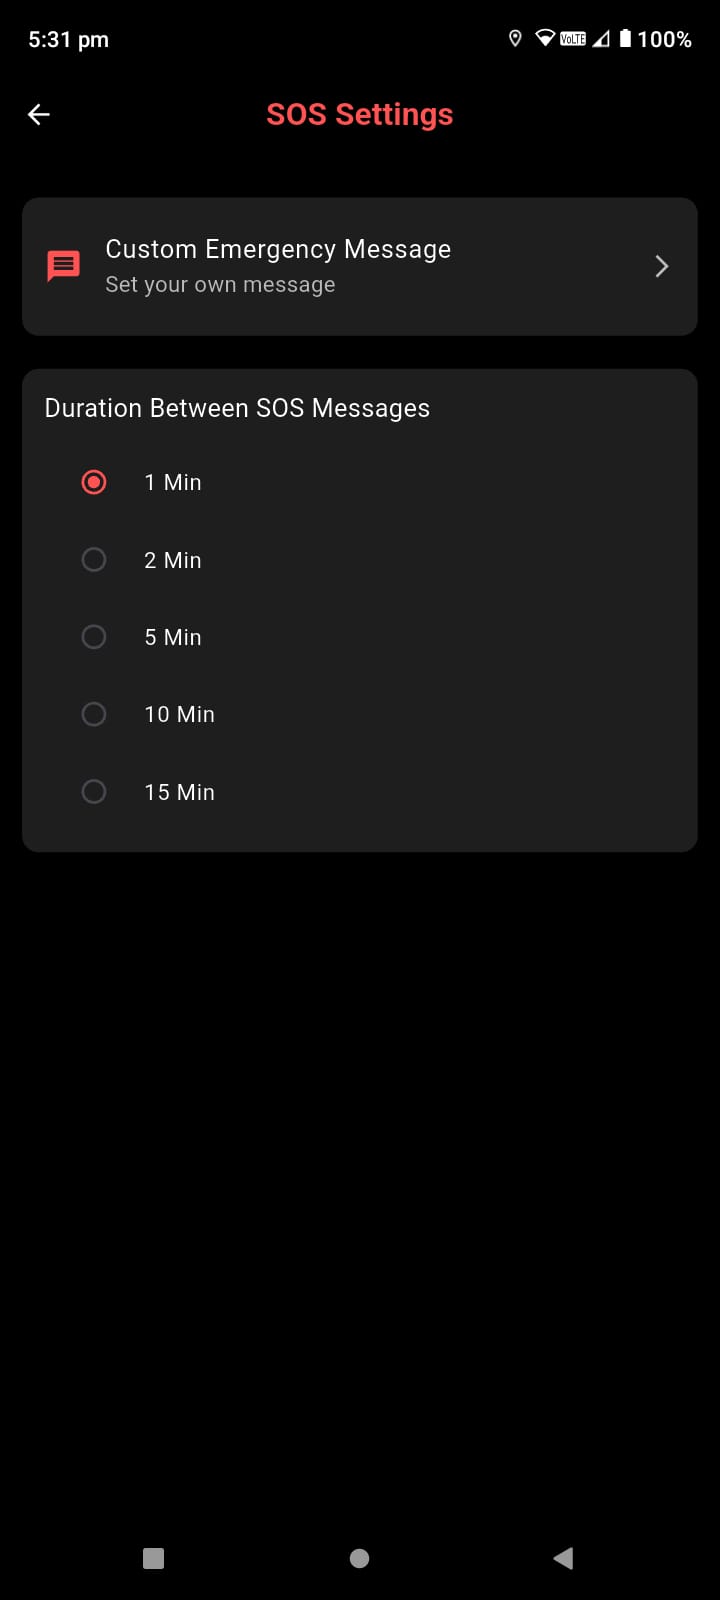 5:31 pm
VoLTE
100%
SOS Settings
Custom Emergency Message
Set your own message
Duration Between SOS Messages
1 Min
2 Min
5 Min
10 Min
15 Min